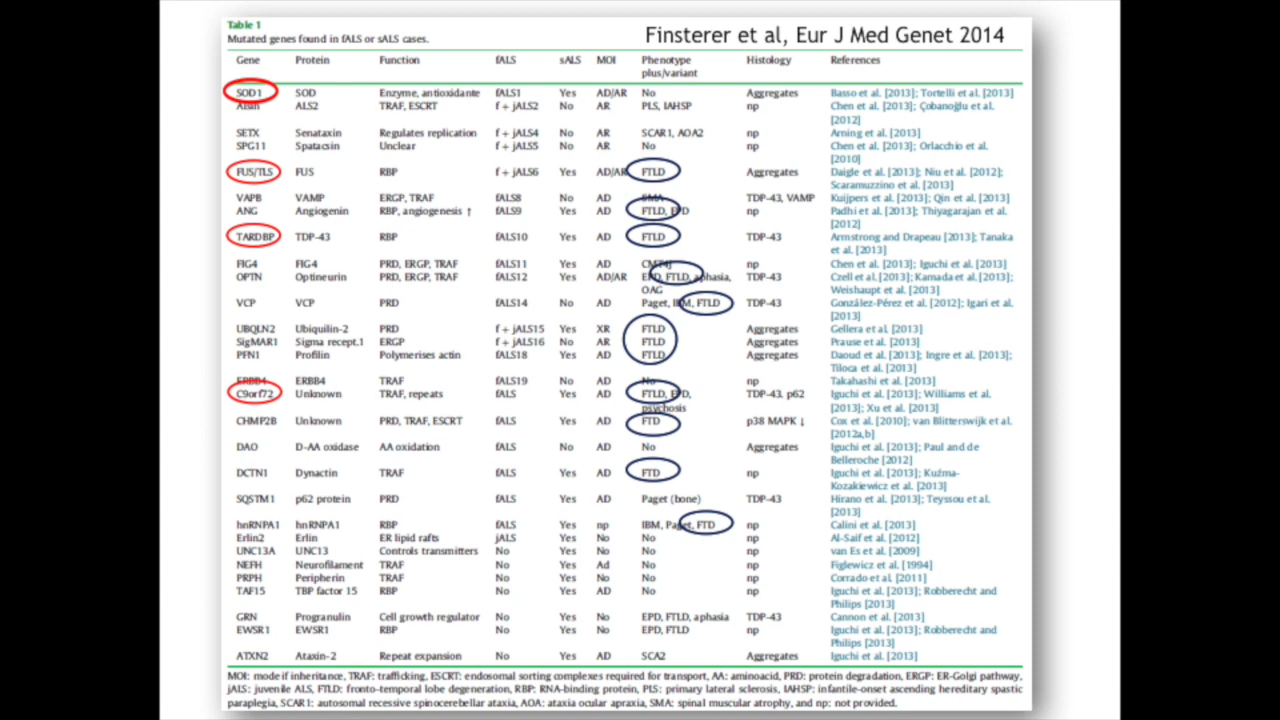 Table 1
Finsterer et al, Eur J Med Genet 2014
Mutated genes found in fALS or sALS cases.
Gene Protein Function fALS sALS MOI Phenotype plus/variant Histology References
SOD1 SOD Enzyme, antioxidante fALS1 Yes AD/AR No Aggregates Basso et al. [2013]; Tortelli et al. [2013]
Alsin ALS2 TRAF, ESCRT f + jALS2 No AR PLS, IAHSP np Chen et al. [2013]; Çobanoğlu et al.
[2012]
SETX Senataxin Regulates replication f + jALS4 No AR SCAR1, AOA2 np Arning et al. [2013]
SPG11 Spatacsin Unclear f + jALS5 No AR No np Chen et al. [2013]; Orlacchio et al.
[2010]
FUS/TLS FUS RBP f + jALS6 Yes AD/AR FTLD Aggregates Daigle et al. [2013]; Niu et al. [2012];
Scaramuzzino et al. [2013]
VAPB VAMP ERGP, TRAF fALS8 No AD SMA TDP-43, VAMP Kuijpers et al. [2013]; Qin et al. [2013]
ANG Angiogenin RBP, angiogenesis ↑ fALS9 Yes AD FTLD, EPD np Padhi et al. [2013]; Thiyagarajan et al.
[2012]
TARDBP TDP-43 RBP fALS10 Yes AD FTLD TDP-43 Armstrong and Drapeau [2013]; Tanaka
et al. [2013]
FIG4 FIG4 PRD, ERGP, TRAF fALS11 Yes AD CMT4J np Chen et al. [2013]; Iguchi et al. [2013]
OPTN Optineurin PRD, ERGP, TRAF fALS12 Yes AD/AR EPD, FTLD, aphasia, TDP-43 Czell et al. [2013]; Kamada et al. [2013];
OAG Weishaupt et al. [2013]
VCP VCP PRD fALS14 No AD Paget, IBM, FTLD TDP-43 González-Pérez et al. [2012]; Igari et al.
[2013]
UBQLN2 Ubiquilin-2 PRD f + jALS15 Yes XR FTLD Aggregates Gellera et al. [2013]
SigMAR1 Sigma recept.1 ERGP f + jALS16 No AR FTLD Aggregates Prause et al. [2013]
PFN1 Profilin Polymerises actin fALS18 Yes AD FTLD Aggregates Daoud et al. [2013]; Ingre et al. [2013];
Tiloca et al. [2013]
ERBB4 ERBB4 TRAF fALS19 No AD No np Takahashi et al. [2013]
C9orf72 Unknown TRAF, repeats fALS Yes AD FTLD, EPD, TDP-43, p62 Iguchi et al. [2013]; Williams et al.
psychosis [2013]; Xu et al. [2013]
CHMP2B Unknown PRD, TRAF, ESCRT fALS Yes AD FTD p38 MAPK ↓ Cox et al. [2010]; van Blitterswijk et al.
[2012a,b]
DAO D-AA oxidase AA oxidation fALS No AD No Aggregates Iguchi et al. [2013]; Paul and de
Belleroche [2012]
DCTN1 Dynactin TRAF fALS Yes AD FTD np Iguchi et al. [2013]; Kuźma-
Kozakiewicz et al. [2013]
SQSTM1 p62 protein PRD fALS Yes AD Paget (bone) TDP-43 Hirano et al. [2013]; Teyssou et al.
[2013]
hnRNPA1 hnRNPA1 RBP fALS Yes np IBM, Paget, FTD np Calini et al. [2013]
Erlin2 Erlin ER lipid rafts jALS No No No np Al-Saif et al. [2012]
UNC13A UNC13 Controls transmitters No Yes No No np van Es et al. [2009]
NEFH Neurofilament TRAF No Yes Ad No np Figlewicz et al. [1994]
PRPH Peripherin TRAF No Yes No No np Corrado et al. [2011]
TAF15 TBP factor 15 RBP No Yes AD No np Iguchi et al. [2013]; Robberecht and
Philips [2013]
GRN Progranulin Cell growth regulator No Yes No EPD, FTLD, aphasia TDP-43 Cannon et al. [2013]
EWSR1 EWSR1 RBP No Yes No EPD, FTLD np Iguchi et al. [2013]; Robberecht and
Philips [2013]
ATXN2 Ataxin-2 Repeat expansion No Yes AD SCA2 Aggregates Iguchi et al. [2013]
MOI: mode if inheritance, TRAF: trafficking, ESCRT: endosomal sorting complexes required for transport, AA: aminoacid, PRD: protein degradation, ERGP: ER-Golgi pathway,
jALS: juvenile ALS, FTLD: fronto-temporal lobe degeneration, RBP: RNA-binding protein, PLS: primary lateral sclerosis, IAHSP: infantile-onset ascending hereditary spastic
paraplegia, SCAR1: autosomal recessive spinocerebellar ataxia, AOA: ataxia ocular apraxia, SMA: spinal muscular atrophy, and np: not provided.